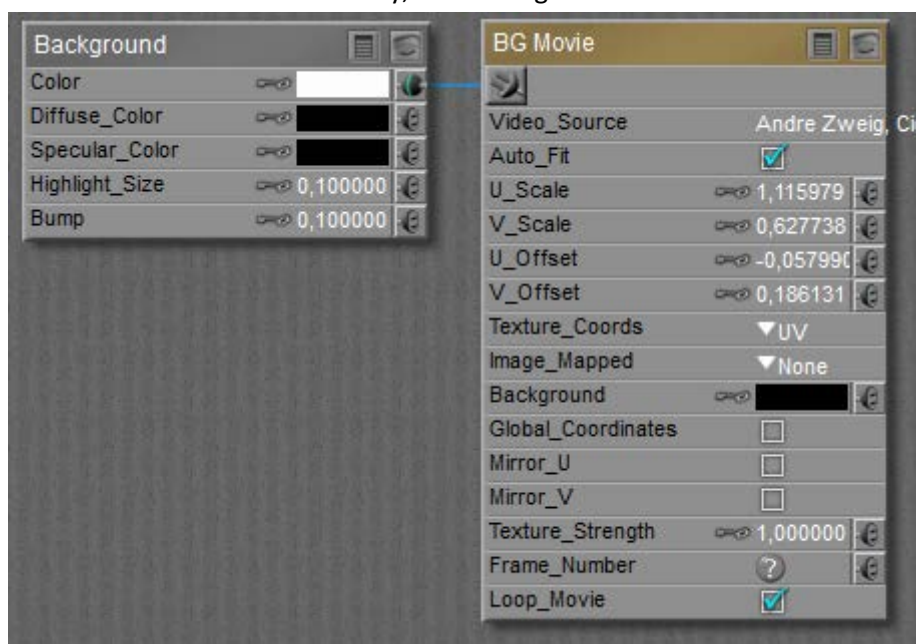 Background
Color
Diffuse_Color
Specular_Color
Highlight_Size 0,100000
Bump 0,100000
BG Movie
Video_Source Andre Zweig,
Auto_Fit
U_Scale 1,115979
V_Scale 0,627738
U_Offset -0,057990
V_Offset 0,186131
Texture_Coords UV
Image_Mapped None
Background
Global_Coordinates
Mirror_U
Mirror_V
Texture_Strength 1,000000
Frame_Number ?
Loop_Movie